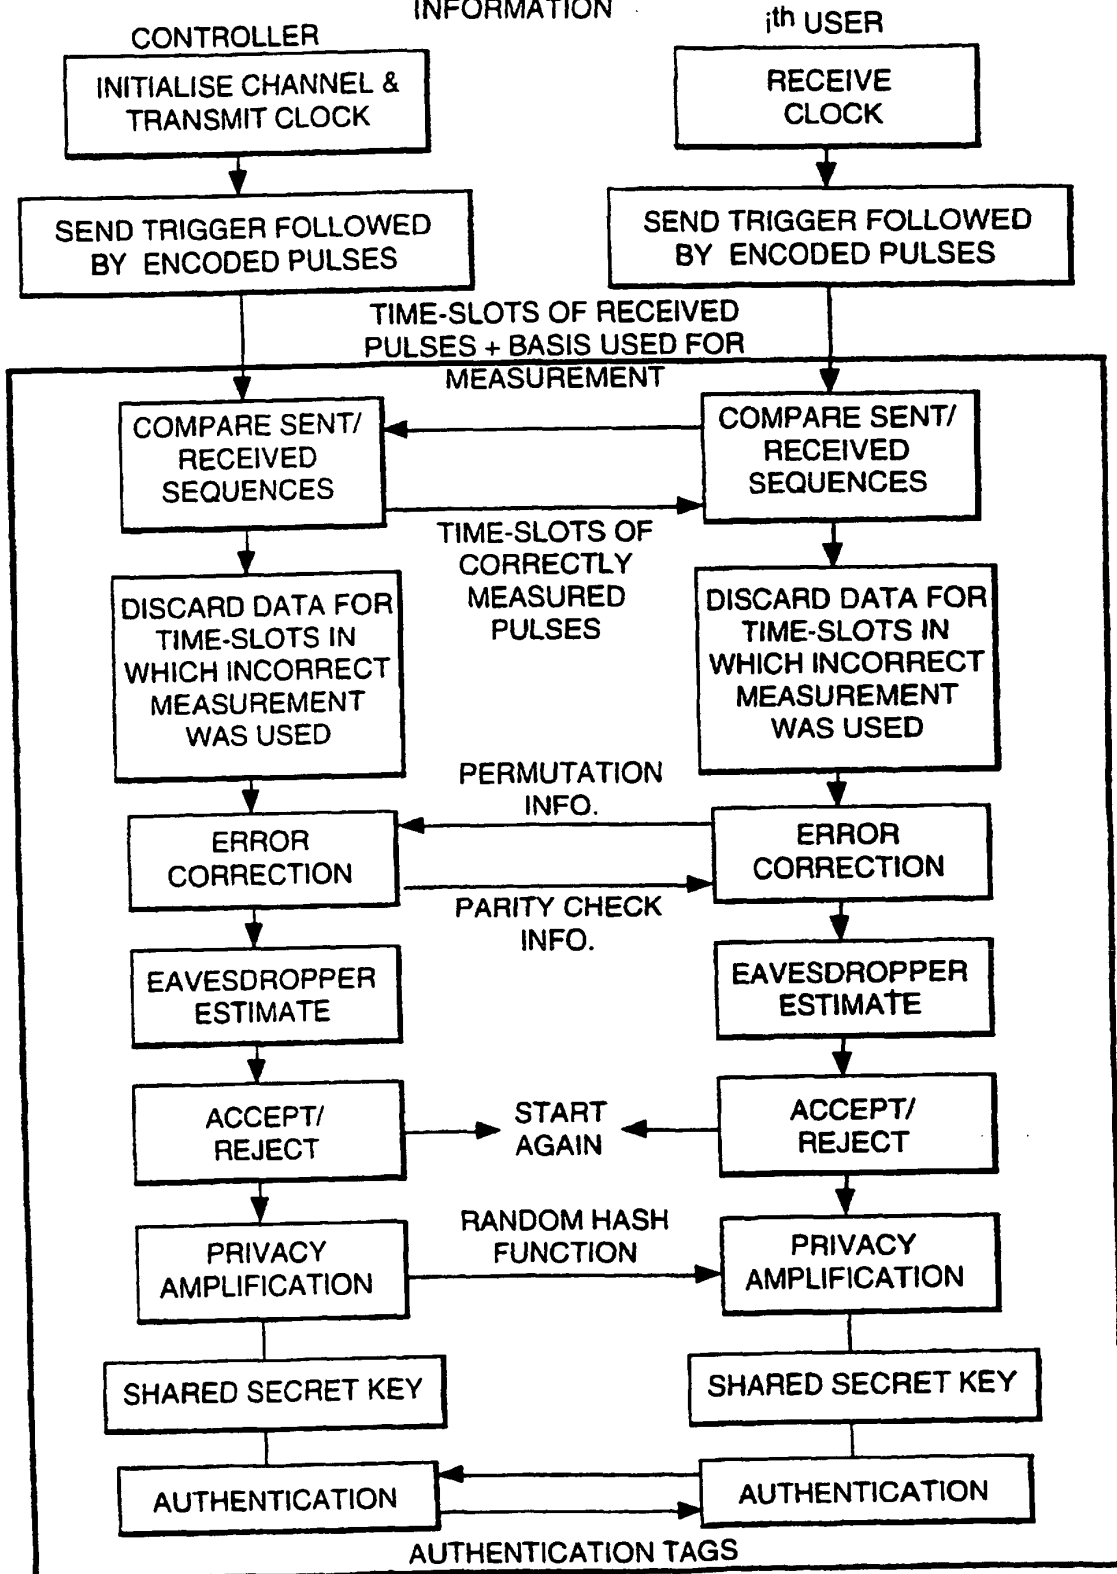 INFORMATION
CONTROLLER
ith USER
INITIALISE CHANNEL &
TRANSMIT CLOCK
RECEIVE
CLOCK
SEND TRIGGER FOLLOWED
BY ENCODED PULSES
SEND TRIGGER FOLLOWED
BY ENCODED PULSES
TIME-SLOTS OF RECEIVED
PULSES + BASIS USED FOR
MEASUREMENT
COMPARE SENT/
RECEIVED
SEQUENCES
COMPARE SENT/
RECEIVED
SEQUENCES
TIME-SLOTS OF
CORRECTLY
MEASURED
PULSES
DISCARD DATA FOR
TIME-SLOTS IN
WHICH INCORRECT
MEASUREMENT
WAS USED
DISCARD DATA FOR
TIME-SLOTS IN
WHICH INCORRECT
MEASUREMENT
WAS USED
PERMUTATION
INFO.
ERROR
CORRECTION
ERROR
CORRECTION
PARITY CHECK
INFO.
EAVESDROPPER
ESTIMATE
EAVESDROPPER
ESTIMATE
ACCEPT/
REJECT
START
AGAIN
ACCEPT/
REJECT
RANDOM HASH
FUNCTION
PRIVACY
AMPLIFICATION
PRIVACY
AMPLIFICATION
SHARED SECRET KEY
SHARED SECRET KEY
AUTHENTICATION
AUTHENTICATION
AUTHENTICATION TAGS